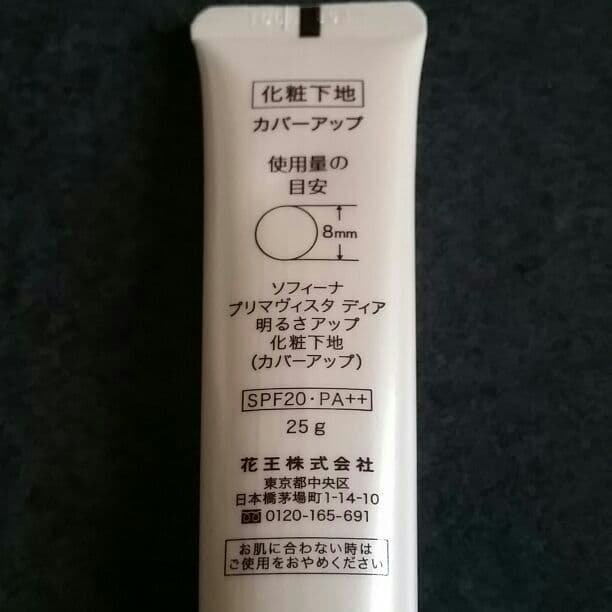 化粧下地
カバーアップ
使用量の
目安
8mm
ソフィーナ
プリマヴィスタ ディア
明るさアップ
化粧下地
(カバーアップ)
SPF20・PA++
25g
花王株式会社
東京都中央区
日本橋茅場町1-14-10
0120-165-691
お肌に合わない時は
ご使用をおやめください